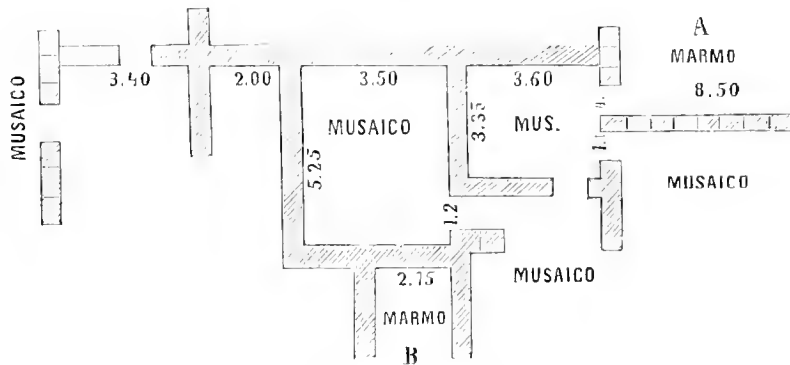 A
MARMO
8.50
3.40
2.00
3.50
3.60
MUSAICO
MUSAICO
3.35
MUS.
MUSAICO
5.25
1.2
MUSAICO
2.75
MARMO
B